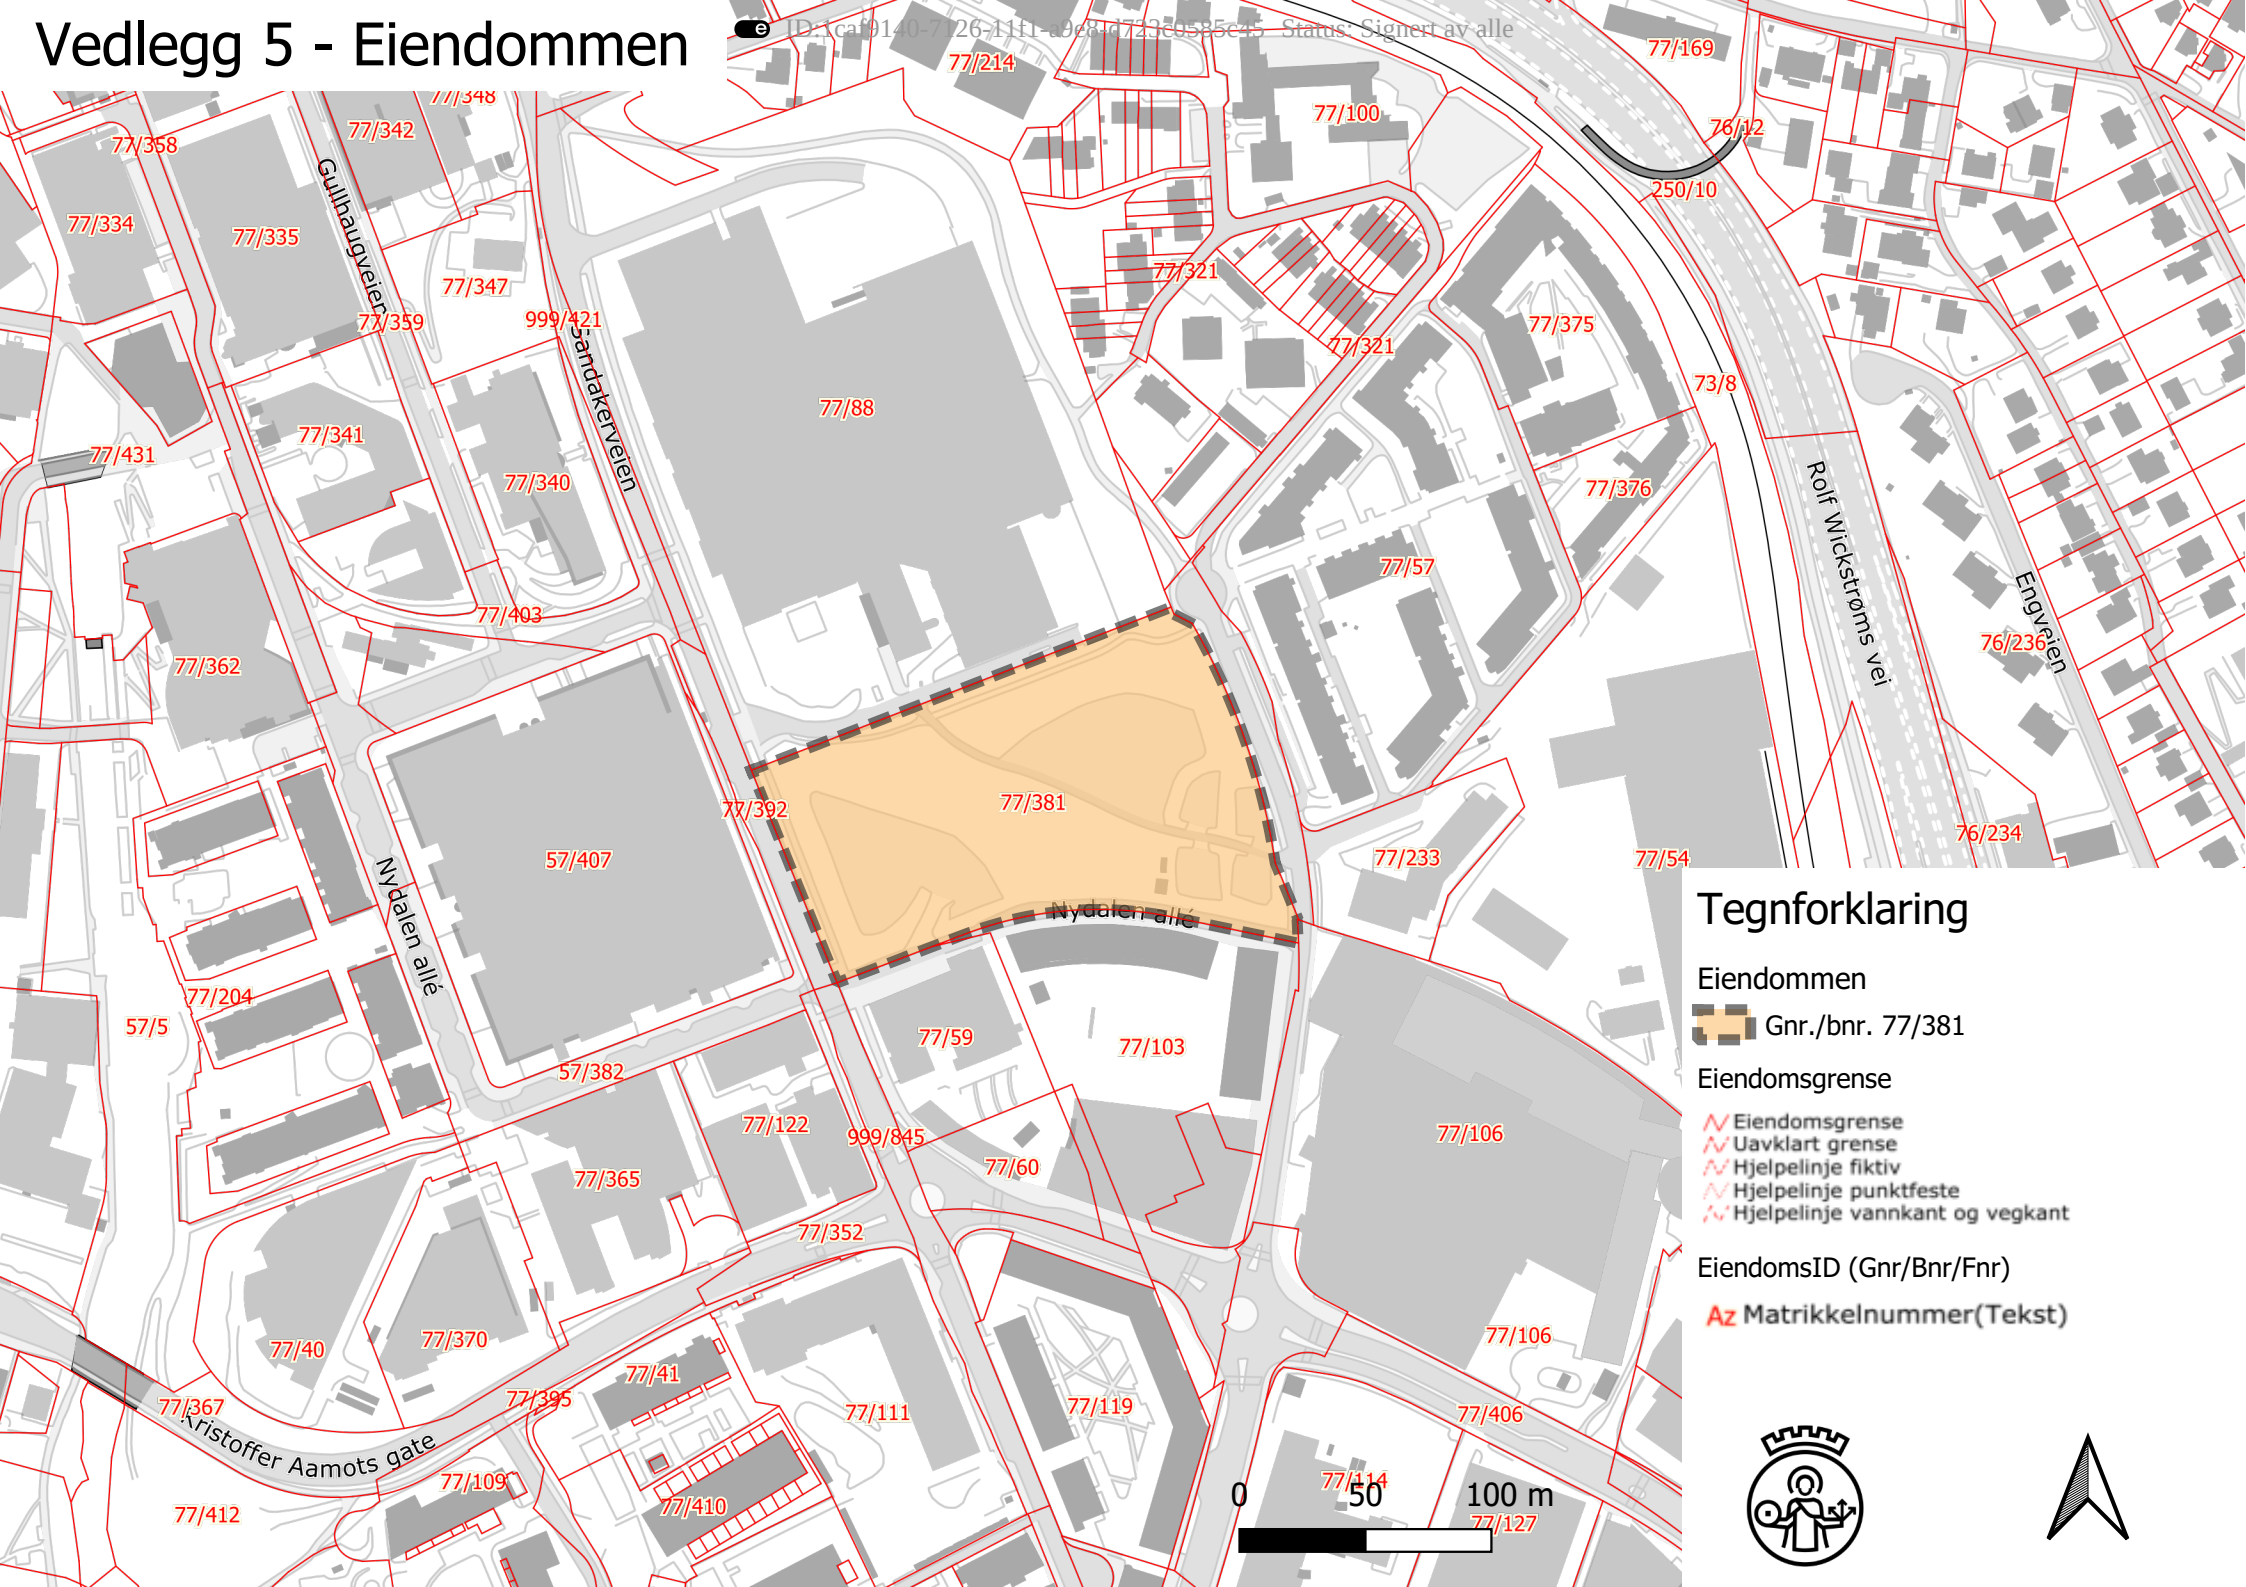 Vedlegg 5 - Eiendommen
ID:1caf9140-7126-11f1-a9e8-d723c0585c45 Status: Signert av alle
77/169
77/214
77/348
77/342
77/100
76/12
77/358
250/10
77/334
77/335
Gullhaugveien
77/347
77/321
77/359
999/421
77/375
77/321
Sandakerveien
73/8
77/88
77/341
77/431
77/340
77/376
Rolf Wickstrøms vei
77/57
Engveien
77/403
76/236
77/362
77/392
77/381
76/234
57/407
77/233
77/54
Nydalen allé
Nydalen allé
77/204
57/5
77/59
77/103
57/382
77/122
999/845
77/106
77/60
77/365
77/352
77/106
77/40
77/370
77/41
77/395
77/367
77/111
77/119
77/406
Kristoffer Aamots gate
77/109
77/114
77/410
77/412
77/127
0 50 100 m
Tegnforklaring
Eiendommen
Gnr./bnr. 77/381
Eiendomsgrense
Eiendomsgrense
Uavklart grense
Hjelpelinje fiktiv
Hjelpelinje punktfeste
Hjelpelinje vannkant og vegkant
EiendomsID (Gnr/Bnr/Fnr)
Az Matrikkelnummer(Tekst)